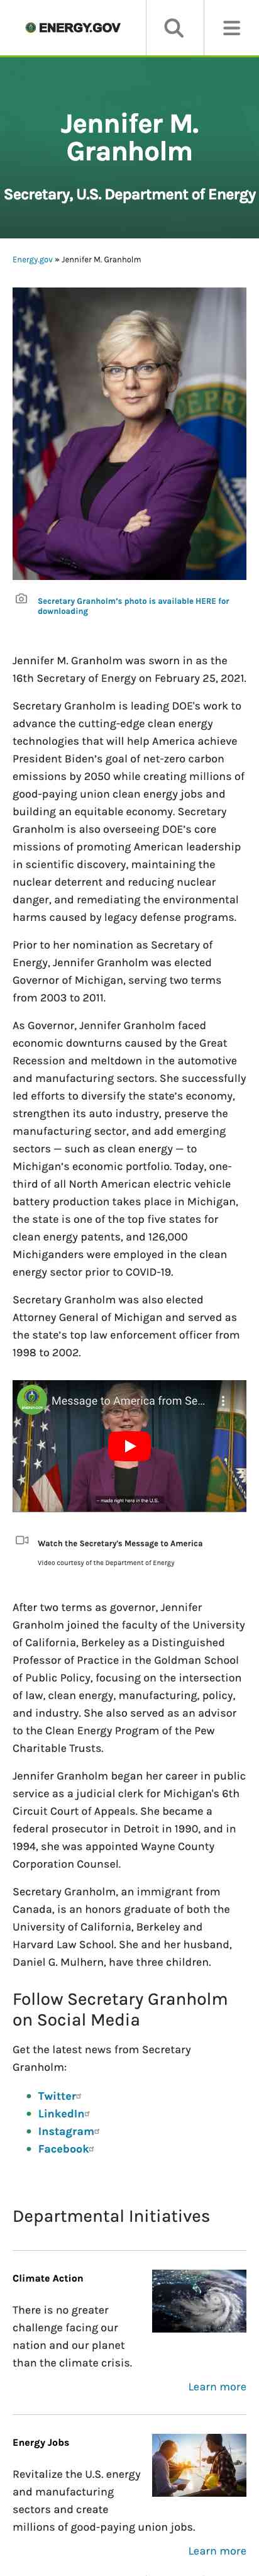 ENERGY.GOV
Jennifer M.
Granholm
Secretary, U.S. Department of Energy
Energy.gov » Jennifer M. Granholm
Secretary Granholm's photo is available HERE for
downloading
Jennifer M. Granholm was sworn in as the
16th Secretary of Energy on February 25, 2021.
Secretary Granholm is leading DOE's work to
advance the cutting-edge clean energy
technologies that will help America achieve
President Biden's goal of net-zero carbon
emissions by 2050 while creating millions of
good-paying union clean energy jobs and
building an equitable economy. Secretary
Granholm is also overseeing DOE's core
missions of promoting American leadership
in scientific discovery, maintaining the
nuclear deterrent and reducing nuclear
danger, and remediating the environmental
harms caused by legacy defense programs.
Prior to her nomination as Secretary of
Energy, Jennifer Granholm was elected
Governor of Michigan, serving two terms
from 2003 to 2011.
As Governor, Jennifer Granholm faced
economic downturns caused by the Great
Recession and meltdown in the automotive
and manufacturing sectors. She successfully
led efforts to diversify the state's economy,
strengthen its auto industry, preserve the
manufacturing sector, and add emerging
sectors — such as clean energy — to
Michigan's economic portfolio. Today, one-
third of all North American electric vehicle
battery production takes place in Michigan,
the state is one of the top five states for
clean energy patents, and 126,000
Michiganders were employed in the clean
energy sector prior to COVID-19.
Secretary Granholm was also elected
Attorney General of Michigan and served as
the state's top law enforcement officer from
1998 to 2002.
Message to America from Se...
– made right here in the U.S.
Watch the Secretary's Message to America
Video courtesy of the Department of Energy
After two terms as governor, Jennifer
Granholm joined the faculty of the University
of California, Berkeley as a Distinguished
Professor of Practice in the Goldman School
of Public Policy, focusing on the intersection
of law, clean energy, manufacturing, policy,
and industry. She also served as an advisor
to the Clean Energy Program of the Pew
Charitable Trusts.
Jennifer Granholm began her career in public
service as a judicial clerk for Michigan's 6th
Circuit Court of Appeals. She became a
federal prosecutor in Detroit in 1990, and in
1994, she was appointed Wayne County
Corporation Counsel.
Secretary Granholm, an immigrant from
Canada, is an honors graduate of both the
University of California, Berkeley and
Harvard Law School. She and her husband,
Daniel G. Mulhern, have three children.
Follow Secretary Granholm
on Social Media
Get the latest news from Secretary
Granholm:
Twitter
LinkedIn
Instagram
Facebook
Departmental Initiatives
Climate Action
There is no greater
challenge facing our
nation and our planet
than the climate crisis.
Learn more
Energy Jobs
Revitalize the U.S. energy
and manufacturing
sectors and create
millions of good-paying union jobs.
Learn more